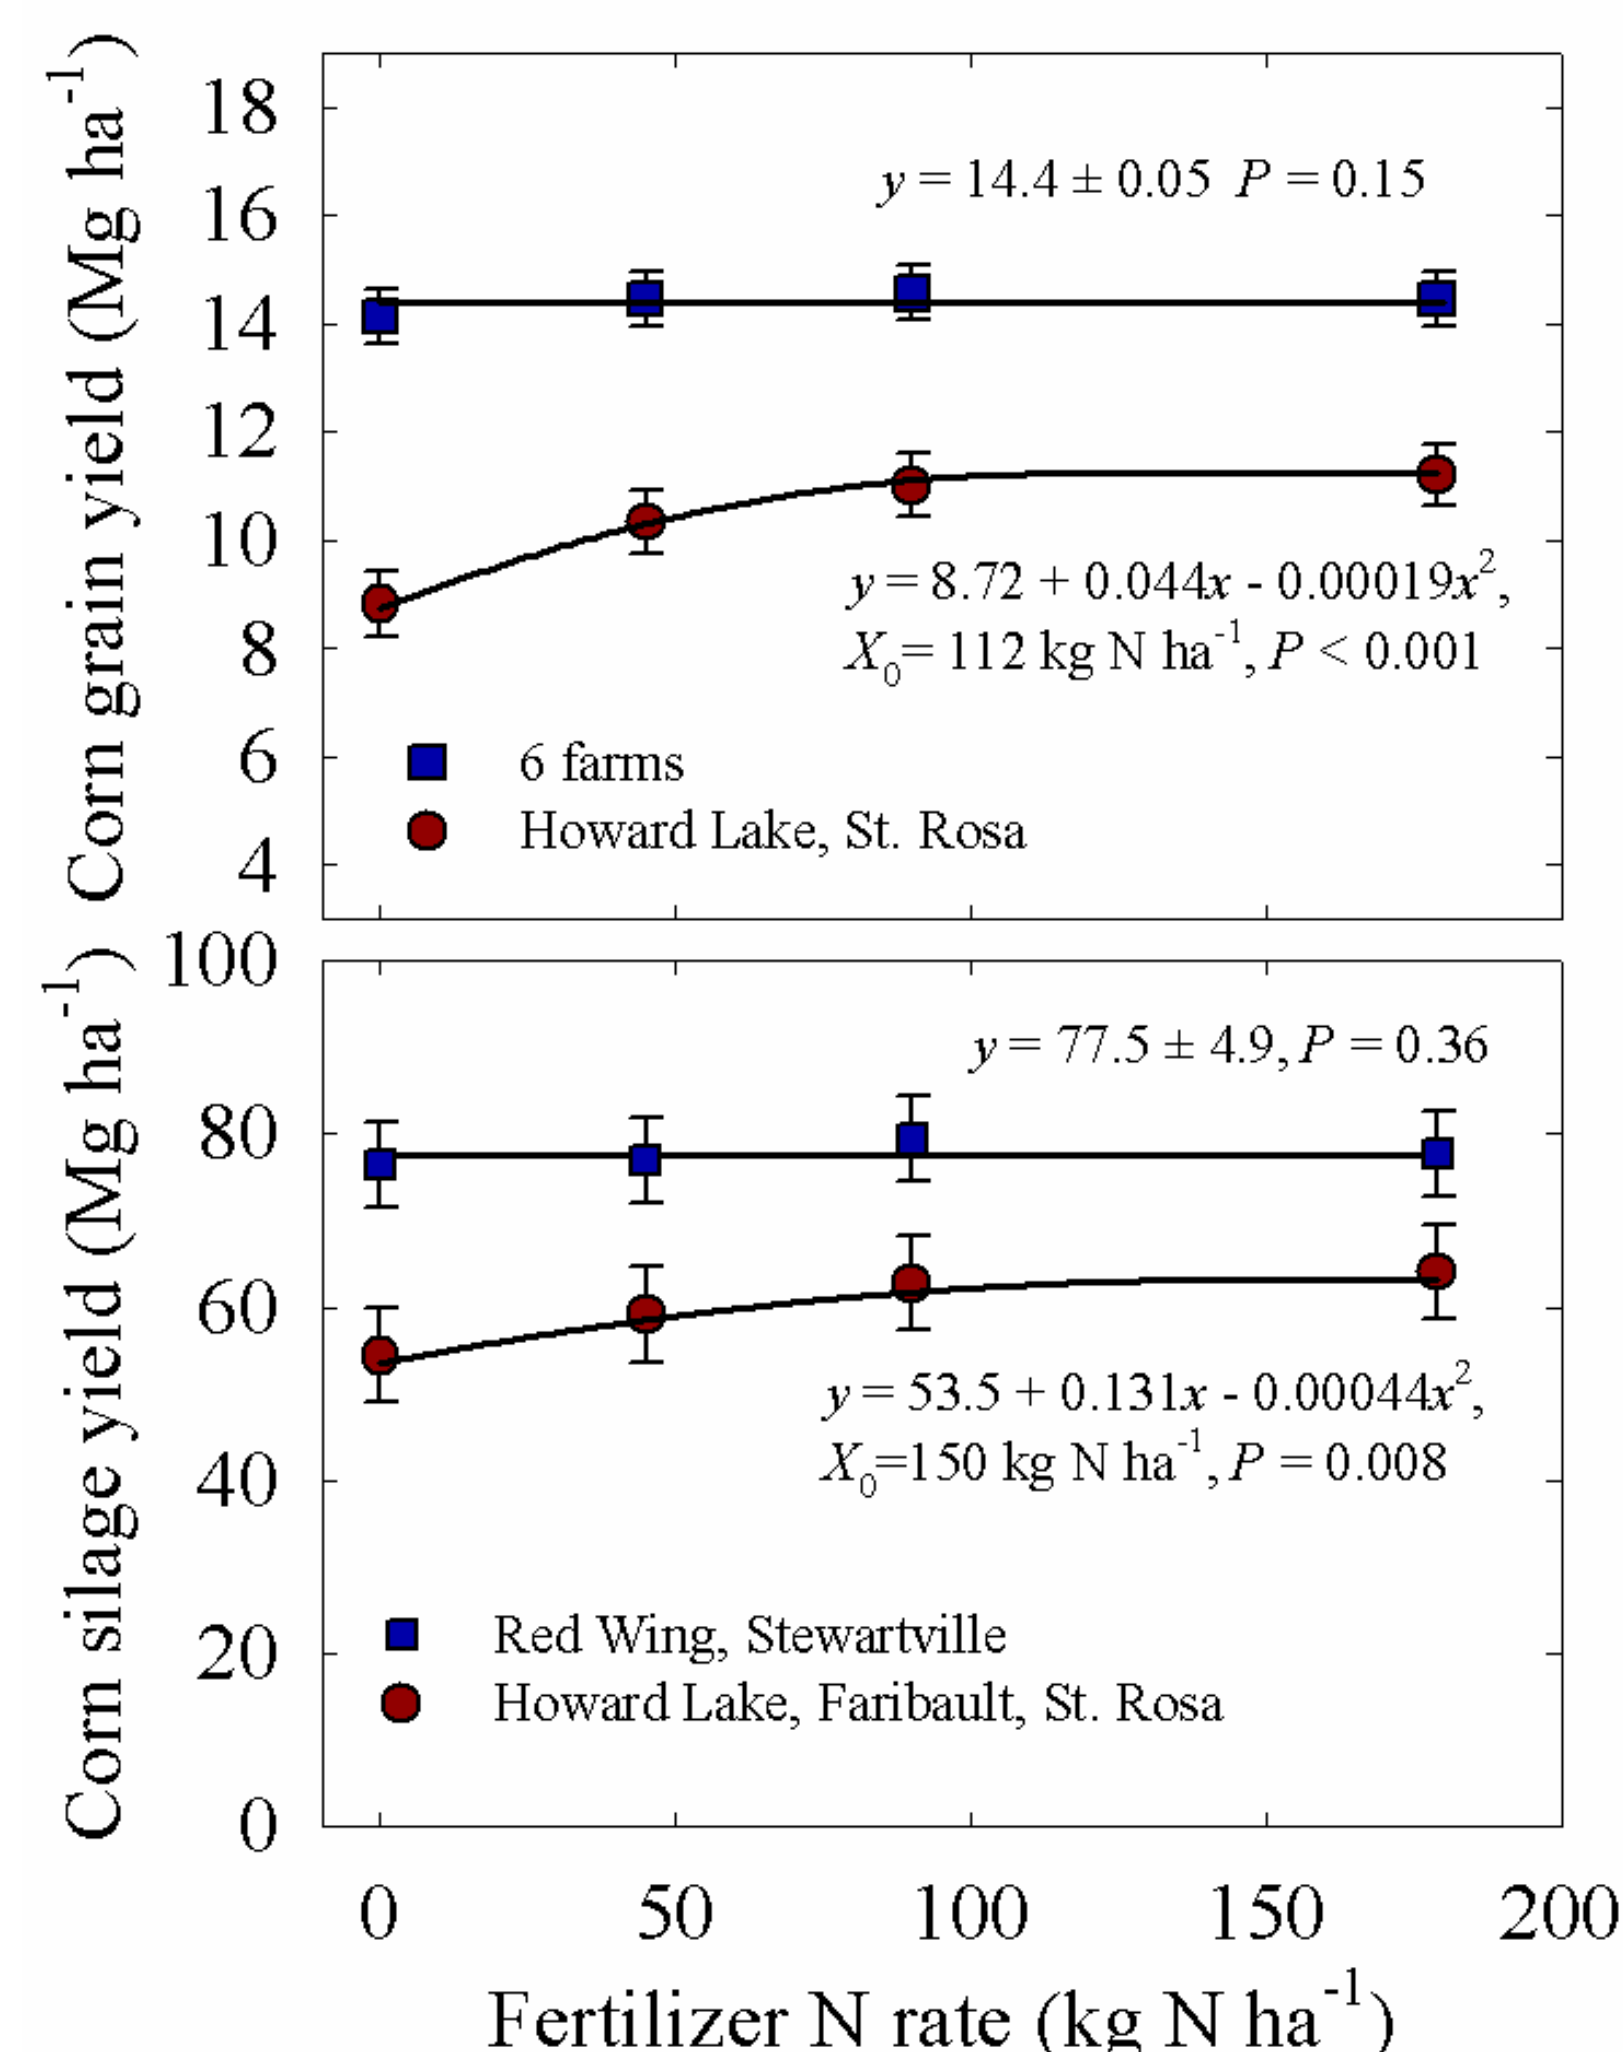 Corn grain yield (Mg ha⁻¹)
18
16
14
12
10
8
6
4
y = 14.4 ± 0.05 P = 0.15
y = 8.72 + 0.044x - 0.00019x²,
X₀= 112 kg N ha⁻¹, P < 0.001
6 farms
Howard Lake, St. Rosa
Corn silage yield (Mg ha⁻¹)
100
80
60
40
20
0
y = 77.5 ± 4.9, P = 0.36
y = 53.5 + 0.131x - 0.00044x²,
X₀=150 kg N ha⁻¹, P = 0.008
Red Wing, Stewartville
Howard Lake, Faribault, St. Rosa
0 50 100 150 200
Fertilizer N rate (kg N ha⁻¹)